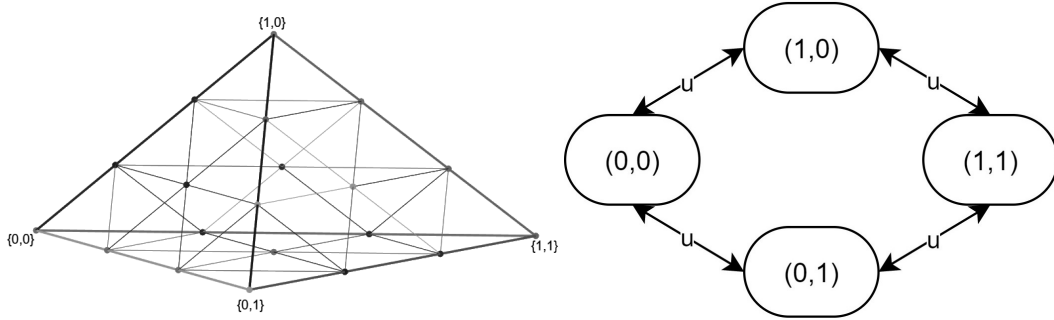 {1,0}
{0,0}
{1,1}
{0,1}
(1,0)
u
u
(0,0)
(1,1)
u
u
(0,1)